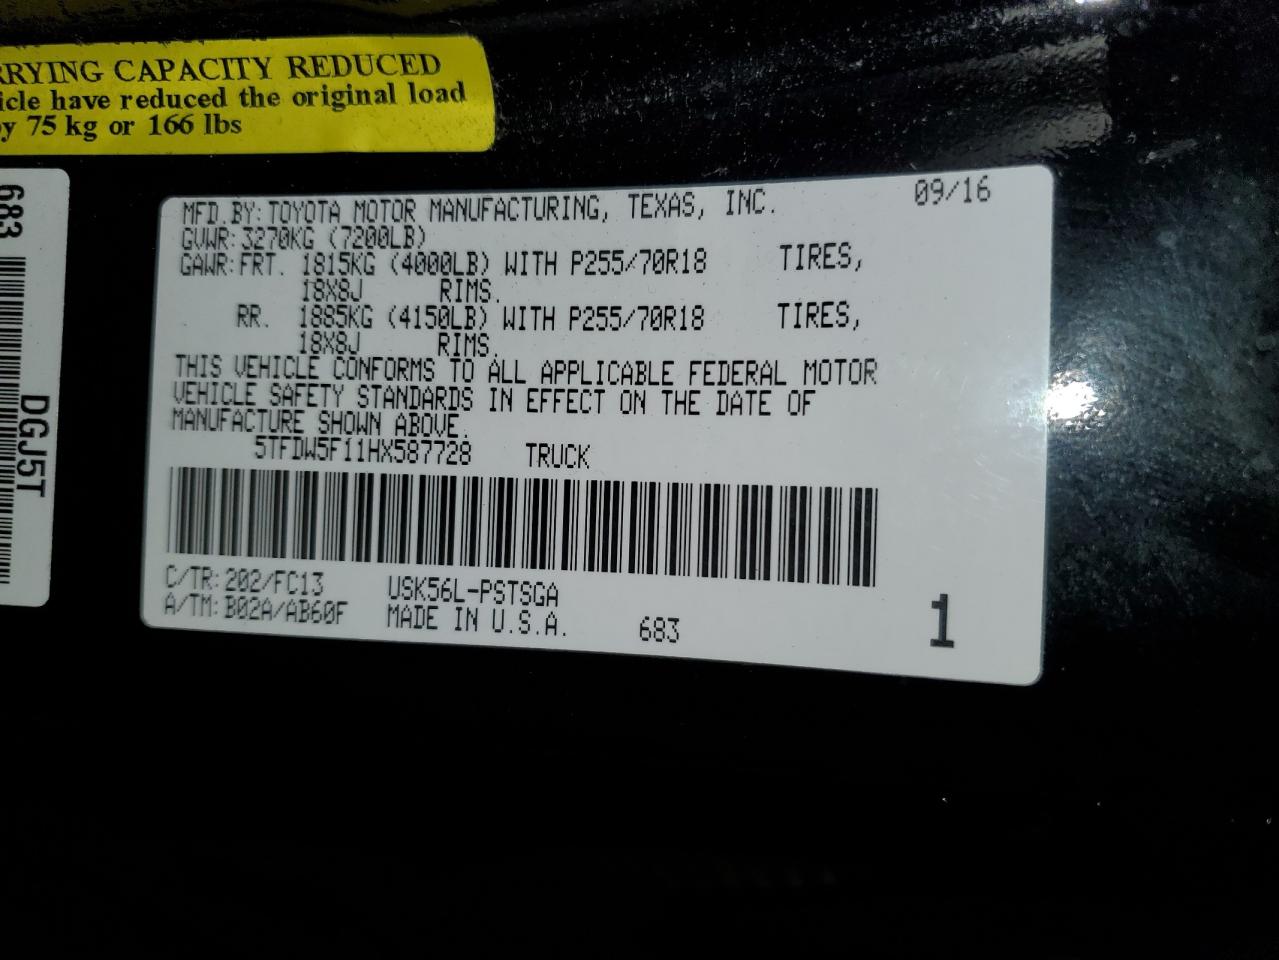 RRYING CAPACITY REDUCED
icle have reduced the original load
by 75 kg or 166 lbs
683
DGJ5T
09/16
MFD. BY: TOYOTA MOTOR MANUFACTURING, TEXAS, INC.
GVWR: 3270KG (7200LB)
GAWR: FRT. 1815KG (4000LB) WITH P255/70R18 TIRES,
18X8J RIMS.
RR. 1885KG (4150LB) WITH P255/70R18 TIRES,
18X8J RIMS.
THIS VEHICLE CONFORMS TO ALL APPLICABLE FEDERAL MOTOR
VEHICLE SAFETY STANDARDS IN EFFECT ON THE DATE OF
MANUFACTURE SHOWN ABOVE.
5TFDW5F11HX587728 TRUCK
C/TR: 202/FC13 USK56L-PSTSGA
A/TM: B02A/AB60F MADE IN U.S.A. 683
1